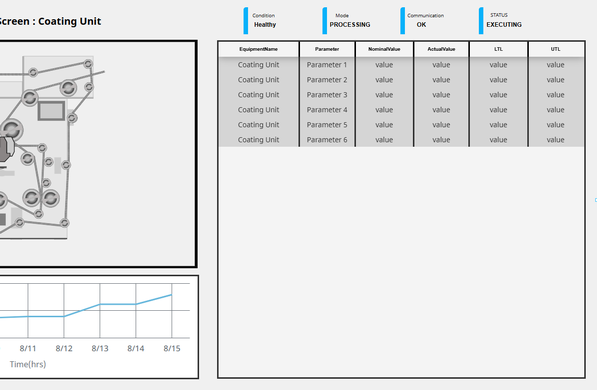 Screen : Coating Unit
Condition
Healthy
Mode
PROCESSING
Communication
OK
STATUS
EXECUTING
EquipmentName Parameter NominalValue ActualValue LTL UTL
Coating Unit Parameter 1 value value value value
Coating Unit Parameter 2 value value value value
Coating Unit Parameter 3 value value value value
Coating Unit Parameter 4 value value value value
Coating Unit Parameter 5 value value value value
Coating Unit Parameter 6 value value value value
8/11 8/12 8/13 8/14 8/15
Time(hrs)